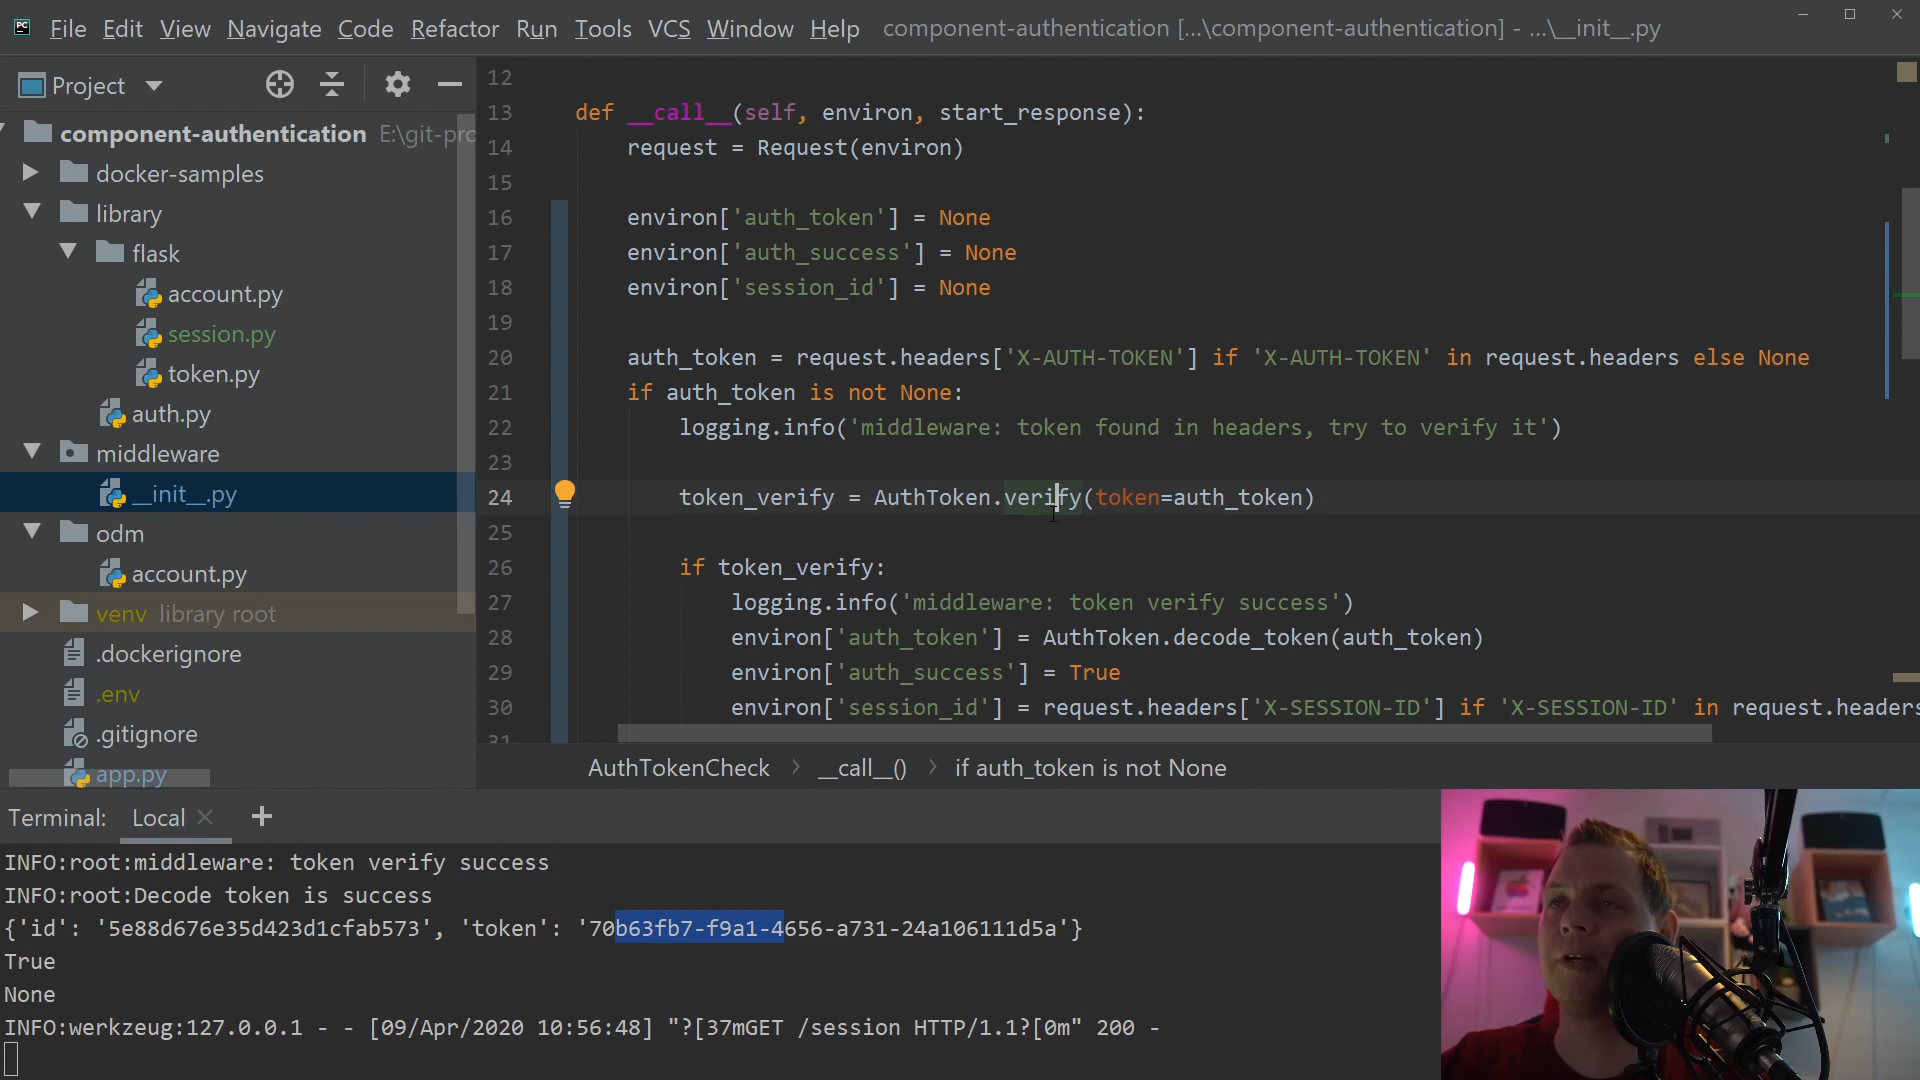 PC File Edit View Navigate Code Refactor Run Tools VCS Window Help component-authentication [...\component-authentication] - ...\__init__.py
Project
component-authentication E:\git-pro
docker-samples
library
flask
account.py
session.py
token.py
auth.py
middleware
__init__.py
odm
account.py
venv library root
.dockerignore
.env
.gitignore
app.py
12
13 def __call__(self, environ, start_response):
14 request = Request(environ)
15
16 environ['auth_token'] = None
17 environ['auth_success'] = None
18 environ['session_id'] = None
19
20 auth_token = request.headers['X-AUTH-TOKEN'] if 'X-AUTH-TOKEN' in request.headers else None
21 if auth_token is not None:
22 logging.info('middleware: token found in headers, try to verify it')
23
24 token_verify = AuthToken.verify(token=auth_token)
25
26 if token_verify:
27 logging.info('middleware: token verify success')
28 environ['auth_token'] = AuthToken.decode_token(auth_token)
29 environ['auth_success'] = True
30 environ['session_id'] = request.headers['X-SESSION-ID'] if 'X-SESSION-ID' in request.headers
31
AuthTokenCheck › __call__() › if auth_token is not None
Terminal: Local × +
INFO:root:middleware: token verify success
INFO:root:Decode token is success
{'id': '5e88d676e35d423d1cfab573', 'token': '70b63fb7-f9a1-4656-a731-24a106111d5a'}
True
None
INFO:werkzeug:127.0.0.1 - - [09/Apr/2020 10:56:48] "?[37mGET /session HTTP/1.1?[0m" 200 -